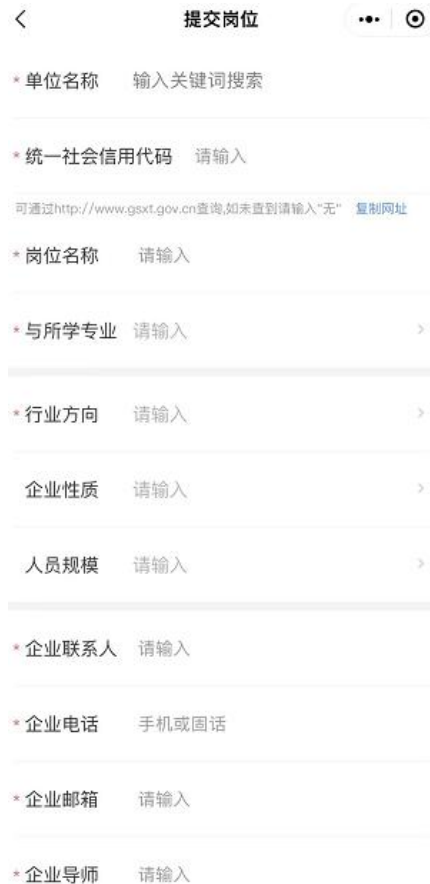 提交岗位
* 单位名称 输入关键词搜索
* 统一社会信用代码 请输入
可通过http://www.gsxt.gov.cn查询,如未查到请输入"无" 复制网址
* 岗位名称 请输入
* 与所学专业 请输入
* 行业方向 请输入
企业性质 请输入
人员规模 请输入
* 企业联系人 请输入
* 企业电话 手机或固话
* 企业邮箱 请输入
* 企业导师 请输入